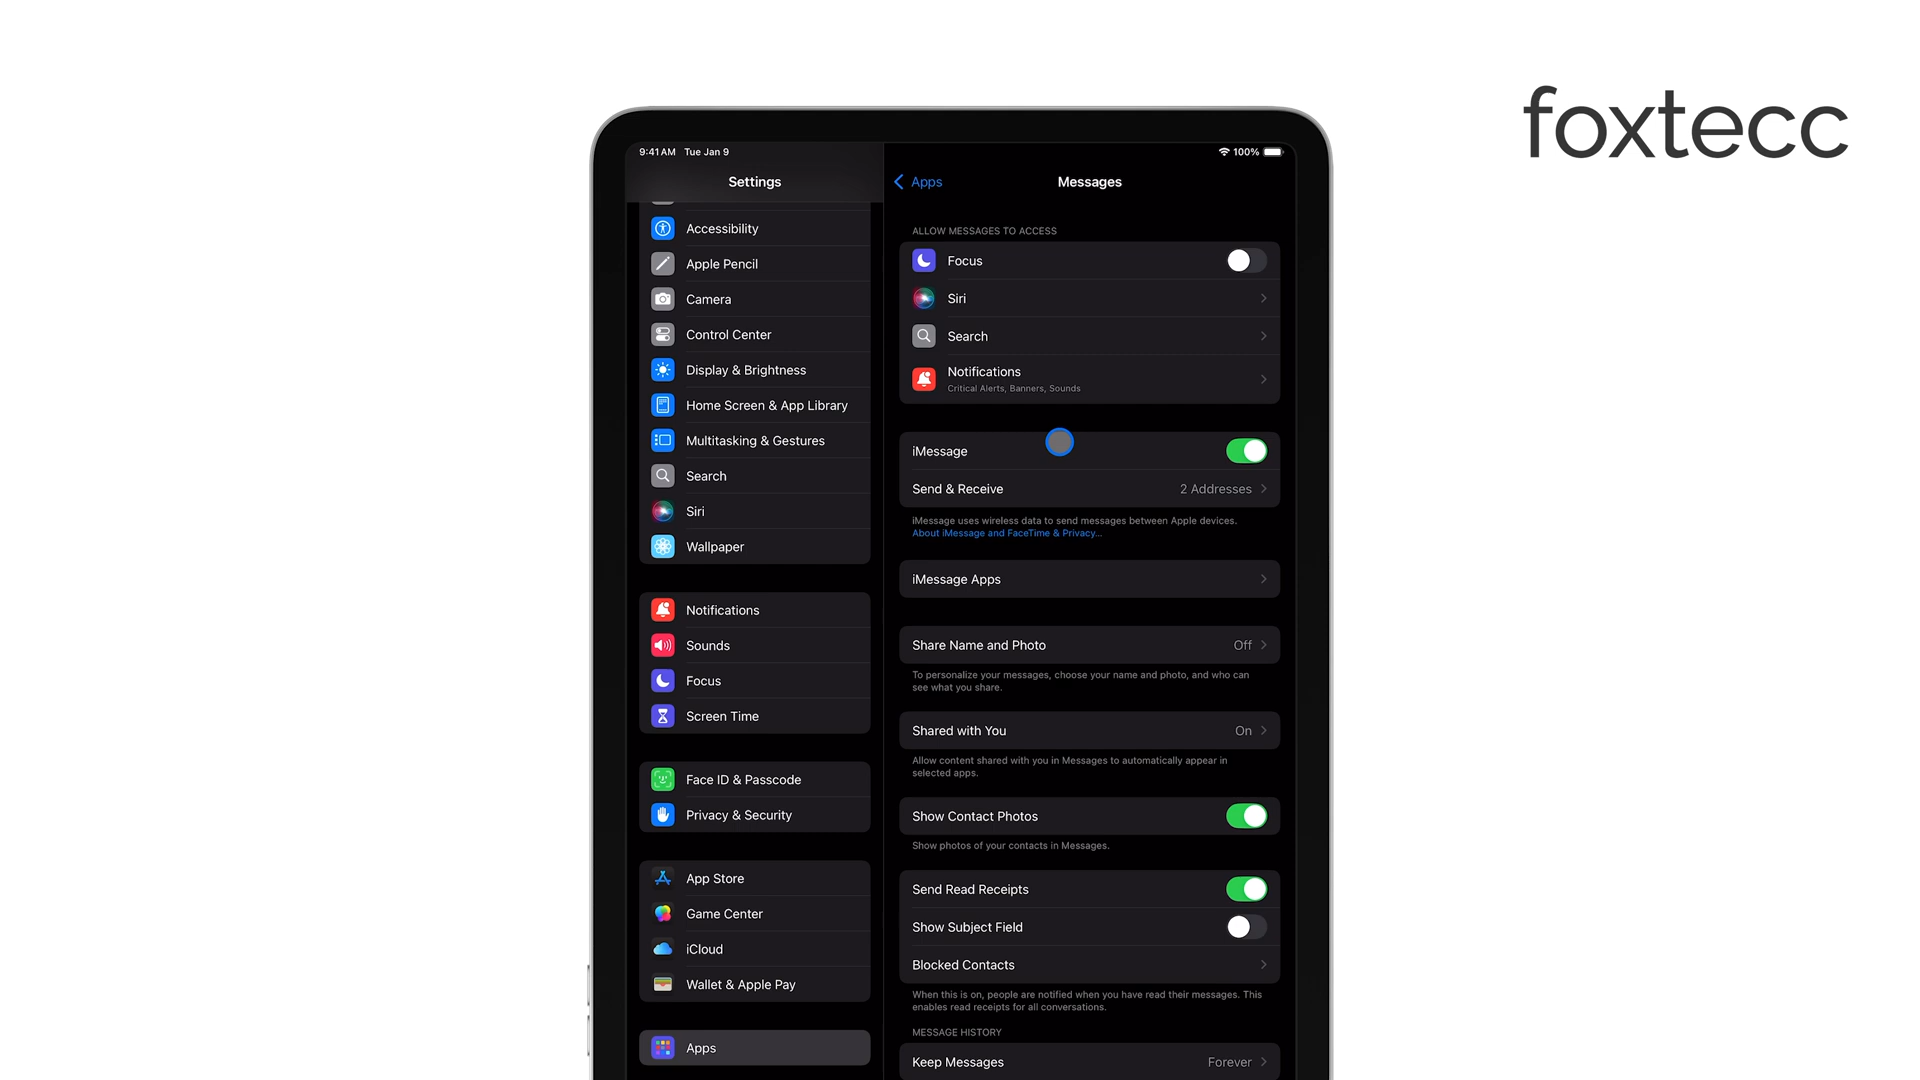 foxtecc
9:41 AM Tue Jan 9
100%
Settings
Accessibility
Apple Pencil
Camera
Control Center
Display & Brightness
Home Screen & App Library
Multitasking & Gestures
Search
Siri
Wallpaper
Notifications
Sounds
Focus
Screen Time
Face ID & Passcode
Privacy & Security
App Store
Game Center
iCloud
Wallet & Apple Pay
Apps
Apps
Messages
ALLOW MESSAGES TO ACCESS
Focus
Siri
Search
Notifications
Critical Alerts, Banners, Sounds
iMessage
Send & Receive 2 Addresses
iMessage uses wireless data to send messages between Apple devices.
About iMessage and FaceTime & Privacy...
iMessage Apps
Share Name and Photo Off
To personalize your messages, choose your name and photo, and who can
see what you share.
Shared with You On
Allow content shared with you in Messages to automatically appear in
selected apps.
Show Contact Photos
Show photos of your contacts in Messages.
Send Read Receipts
Show Subject Field
Blocked Contacts
When this is on, people are notified when you have read their messages. This
enables read receipts for all conversations.
MESSAGE HISTORY
Keep Messages Forever